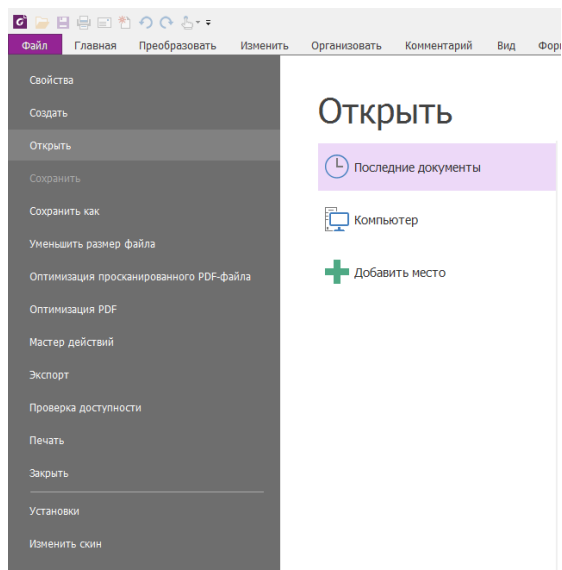 Файл Главная Преобразовать Изменить Организовать Комментарий Вид Фор
Свойства
Создать
Открыть
Сохранить
Сохранить как
Уменьшить размер файла
Оптимизация просканированного PDF-файла
Оптимизация PDF
Мастер действий
Экспорт
Проверка доступности
Печать
Закрыть
Установки
Изменить скин
Открыть
Последние документы
Компьютер
Добавить место